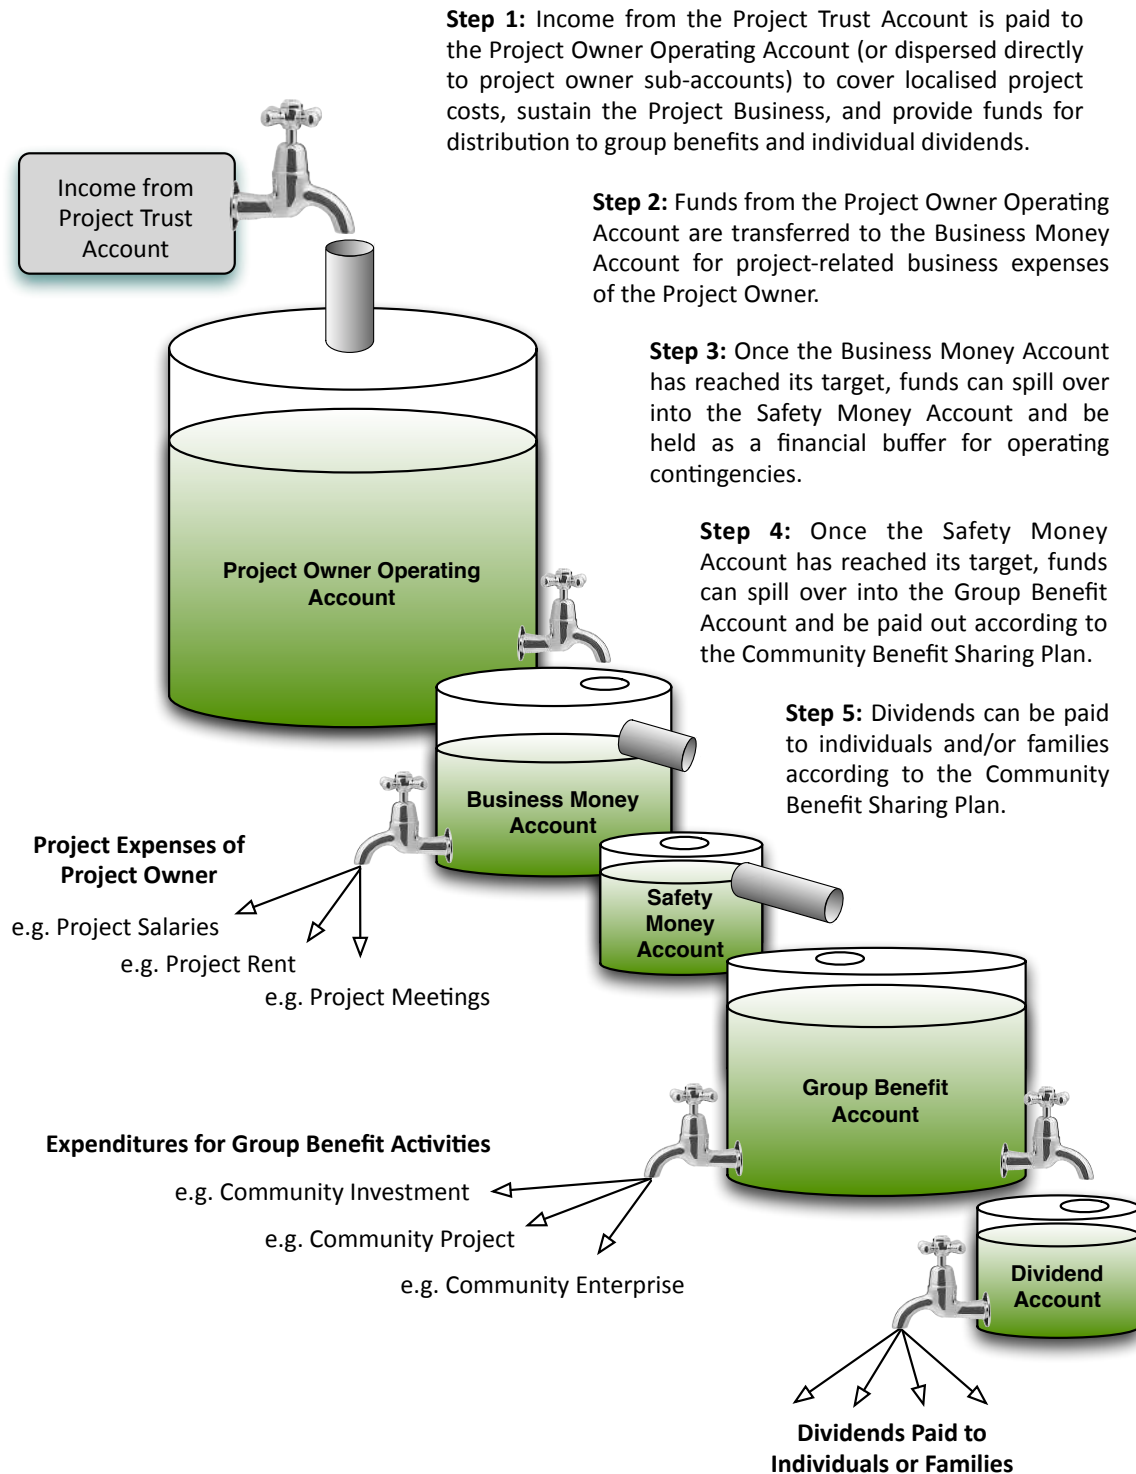 Step 1: Income from the Project Trust Account is paid to
the Project Owner Operating Account (or dispersed directly
to project owner sub-accounts) to cover localised project
costs, sustain the Project Business, and provide funds for
distribution to group benefits and individual dividends.
Income from
Project Trust
Account
Step 2: Funds from the Project Owner Operating
Account are transferred to the Business Money
Account for project-related business expenses
of the Project Owner.
Step 3: Once the Business Money Account
has reached its target, funds can spill over
into the Safety Money Account and be
held as a financial buffer for operating
contingencies.
Step 4: Once the Safety Money
Account has reached its target, funds
can spill over into the Group Benefit
Account and be paid out according to
the Community Benefit Sharing Plan.
Project Owner Operating
Account
Step 5: Dividends can be paid
to individuals and/or families
according to the Community
Benefit Sharing Plan.
Business Money
Account
Project Expenses of
Project Owner
e.g. Project Salaries
e.g. Project Rent
e.g. Project Meetings
Safety
Money
Account
Group Benefit
Account
Expenditures for Group Benefit Activities
e.g. Community Investment
e.g. Community Project
e.g. Community Enterprise
Dividend
Account
Dividends Paid to
Individuals or Families